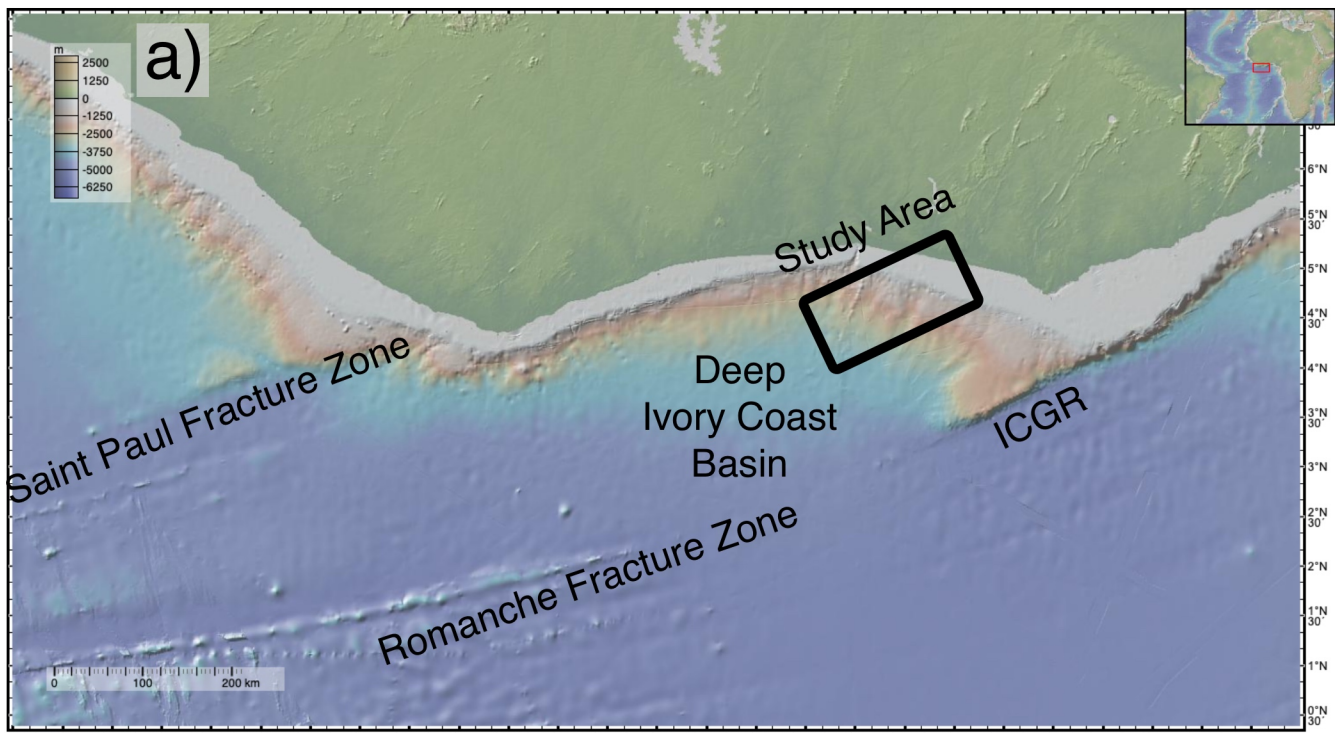 a)
m
2500
1250
0
-1250
-2500
-3750
-5000
-6250
Study Area
Deep
Ivory Coast
Basin
ICGR
Saint Paul Fracture Zone
Romanche Fracture Zone
0 100 200 km
6°N
5°N
30'
5°N
4°N
30'
4°N
3°N
30'
3°N
2°N
30'
2°N
1°N
30'
1°N
0°N
30'